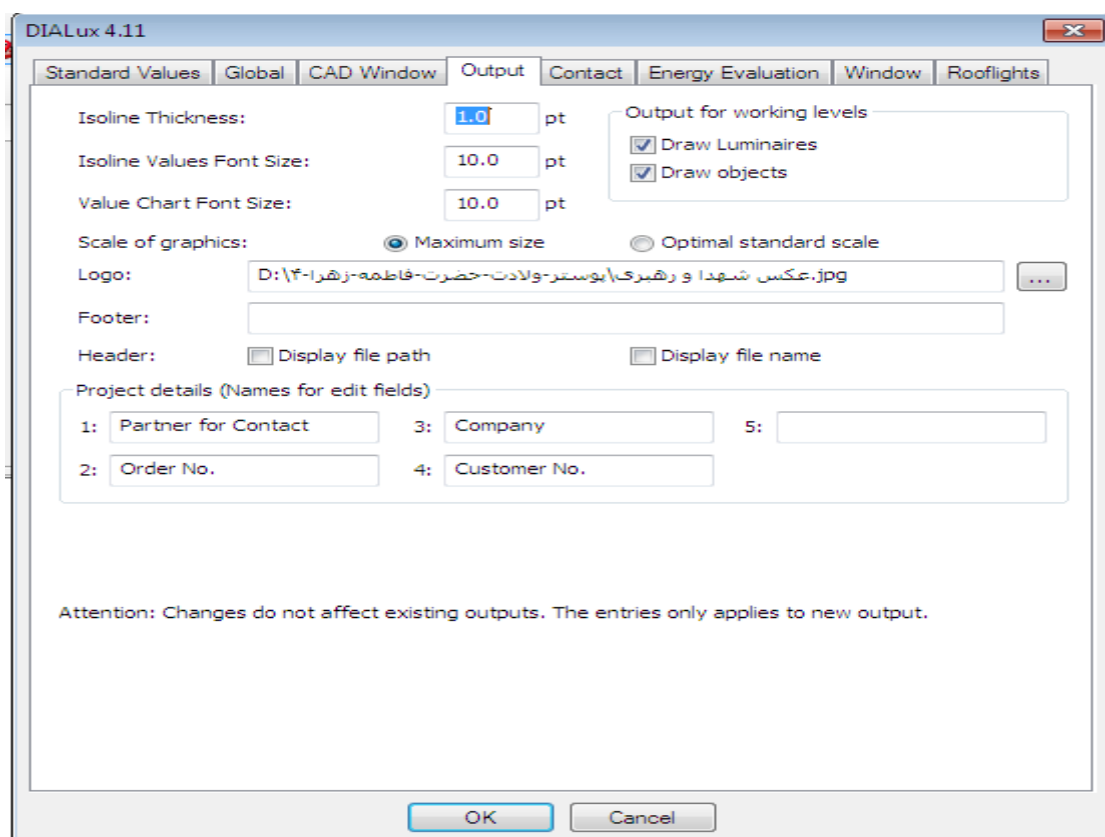 DIALux 4.11
Standard Values Global CAD Window Output Contact Energy Evaluation Window Rooflights
Isoline Thickness: 1.0 pt
Output for working levels
Draw Luminaires
Isoline Values Font Size: 10.0 pt
Draw objects
Value Chart Font Size: 10.0 pt
Scale of graphics: Maximum size Optimal standard scale
Logo: D:\عکس شهدا و رهبری\پوستر-ولادت-حضرت-فاطمه-زهرا-۴.jpg ...
Footer:
Header: Display file path Display file name
Project details (Names for edit fields)
1: Partner for Contact 3: Company 5:
2: Order No. 4: Customer No.
Attention: Changes do not affect existing outputs. The entries only applies to new output.
OK Cancel